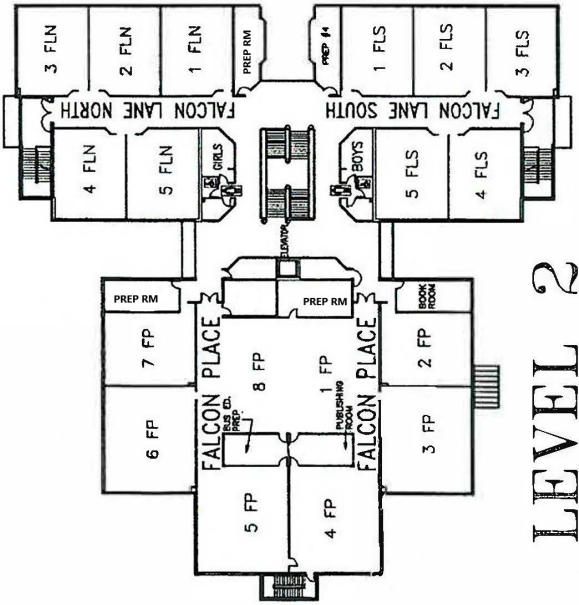 3 FLN
2 FLN
1 FLN
PREP RM
PREP #4
1 FLS
2 FLS
3 FLS
FALCON LANE NORTH
FALCON LANE SOUTH
4 FLN
5 FLN
GIRLS
BOYS
5 FLS
4 FLS
ELEVATOR
PREP RM
PREP RM
BOOK
ROOM
7 FP
FALCON PLACE
8 FP
1 FP
FALCON PLACE
2 FP
6 FP
BUS ED.
PREP.
PUBLISHING
ROOM
3 FP
5 FP
4 FP
LEVEL 2